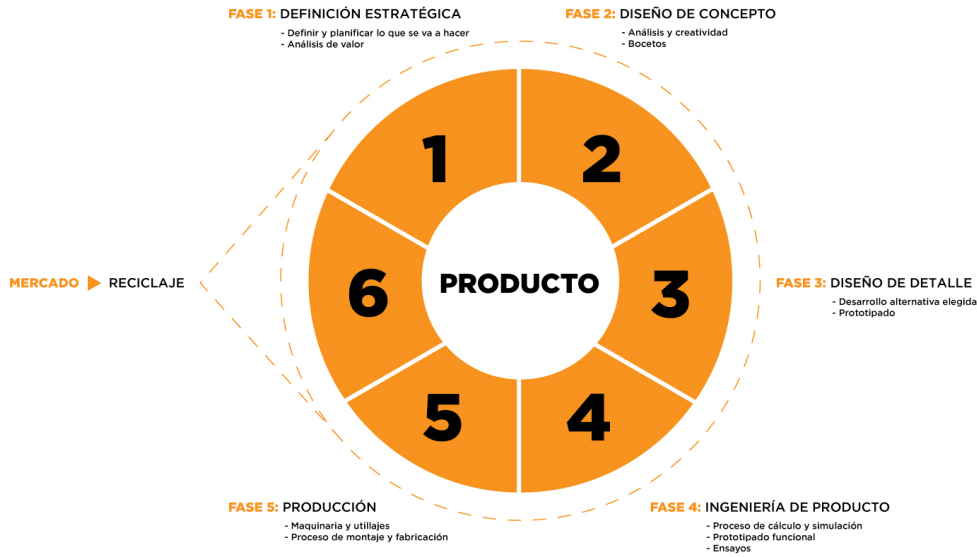 FASE 1: DEFINICIÓN ESTRATÉGICA
- Definir y planificar lo que se va a hacer
- Análisis de valor
FASE 2: DISEÑO DE CONCEPTO
- Análisis y creatividad
- Bocetos
1
2
3
4
5
6
PRODUCTO
MERCADO ▶ RECICLAJE
FASE 3: DISEÑO DE DETALLE
- Desarrollo alternativa elegida
- Prototipado
FASE 5: PRODUCCIÓN
- Maquinaria y utillajes
- Proceso de montaje y fabricación
FASE 4: INGENIERÍA DE PRODUCTO
- Proceso de cálculo y simulación
- Prototipado funcional
- Ensayos